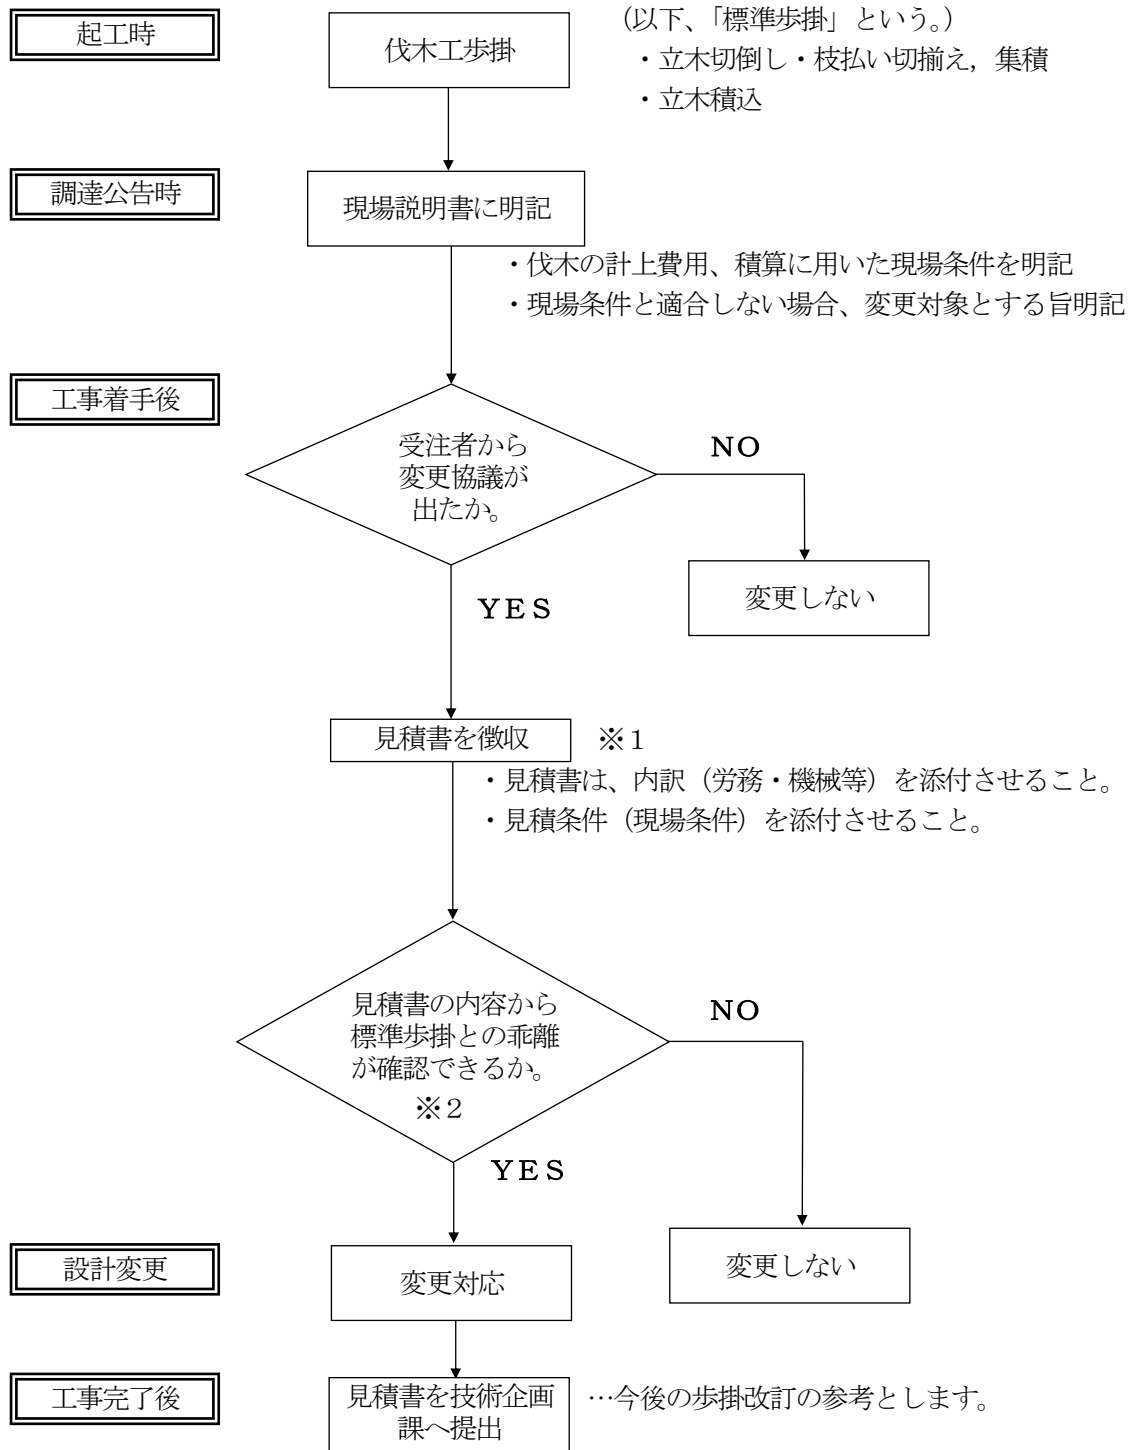 起工時
伐木工歩掛
（以下、「標準歩掛」という。）
・立木切倒し・枝払い切揃え，集積
・立木積込
調達公告時
現場説明書に明記
・伐木の計上費用、積算に用いた現場条件を明記
・現場条件と適合しない場合、変更対象とする旨明記
工事着手後
受注者から
変更協議が
出たか。
ＮＯ
変更しない
ＹＥＳ
見積書を徴収
※１
・見積書は、内訳（労務・機械等）を添付させること。
・見積条件（現場条件）を添付させること。
見積書の内容から
標準歩掛との乖離
が確認できるか。
※２
ＮＯ
ＹＥＳ
設計変更
変更対応
変更しない
工事完了後
見積書を技術企画
課へ提出
…今後の歩掛改訂の参考とします。